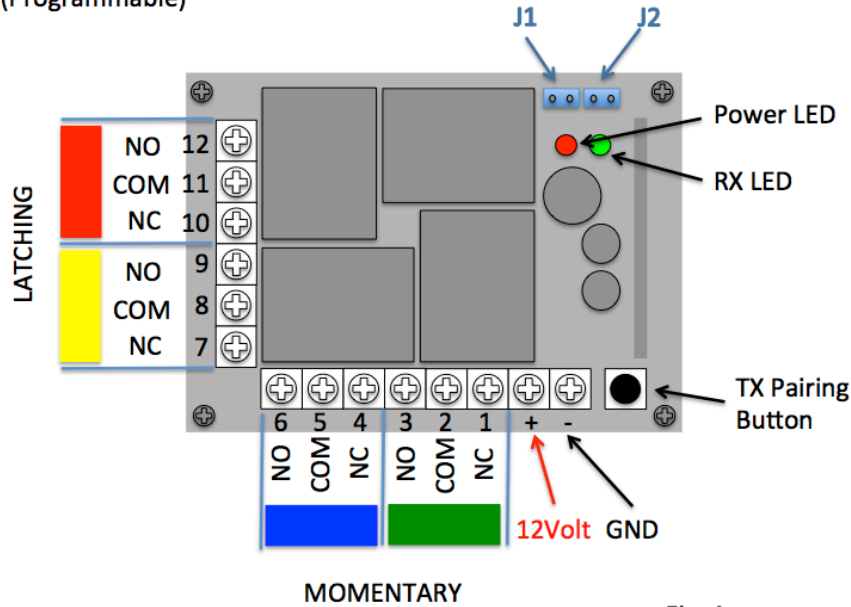 (Programmable)
J1
J2
Power LED
RX LED
LATCHING
NO 12
COM 11
NC 10
NO 9
COM 8
NC 7
6 5 4 3 2 1 + -
NO COM NC NO COM NC
TX Pairing
Button
12Volt GND
MOMENTARY